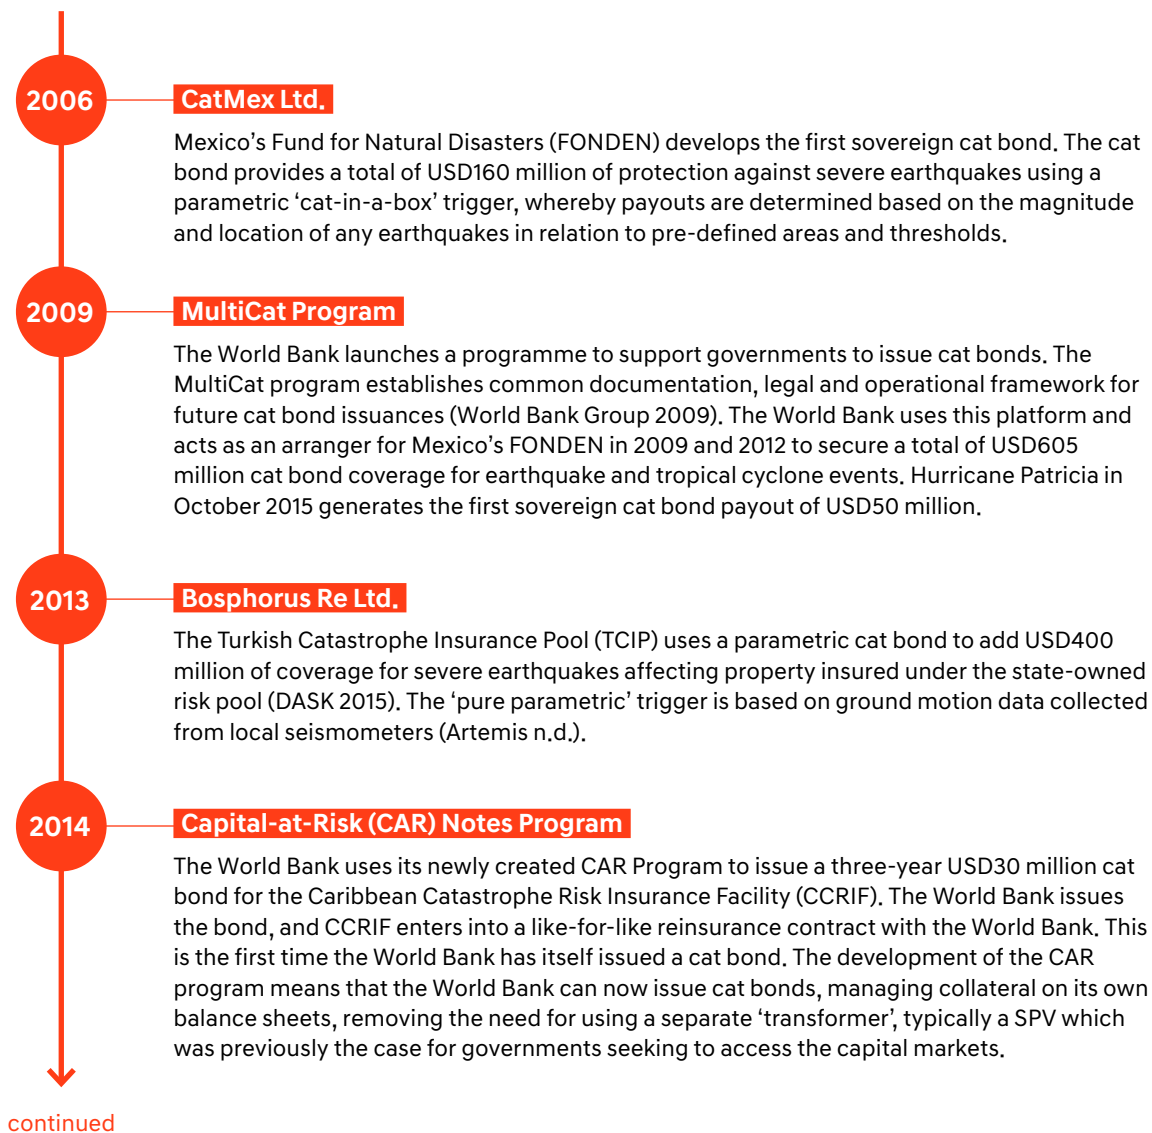 2006
CatMex Ltd.
Mexico’s Fund for Natural Disasters (FONDEN) develops the first sovereign cat bond. The cat
bond provides a total of USD160 million of protection against severe earthquakes using a
parametric ‘cat-in-a-box’ trigger, whereby payouts are determined based on the magnitude
and location of any earthquakes in relation to pre-defined areas and thresholds.
2009
MultiCat Program
The World Bank launches a programme to support governments to issue cat bonds. The
MultiCat program establishes common documentation, legal and operational framework for
future cat bond issuances (World Bank Group 2009). The World Bank uses this platform and
acts as an arranger for Mexico’s FONDEN in 2009 and 2012 to secure a total of USD605
million cat bond coverage for earthquake and tropical cyclone events. Hurricane Patricia in
October 2015 generates the first sovereign cat bond payout of USD50 million.
2013
Bosphorus Re Ltd.
The Turkish Catastrophe Insurance Pool (TCIP) uses a parametric cat bond to add USD400
million of coverage for severe earthquakes affecting property insured under the state-owned
risk pool (DASK 2015). The ‘pure parametric’ trigger is based on ground motion data collected
from local seismometers (Artemis n.d.).
2014
Capital-at-Risk (CAR) Notes Program
The World Bank uses its newly created CAR Program to issue a three-year USD30 million cat
bond for the Caribbean Catastrophe Risk Insurance Facility (CCRIF). The World Bank issues
the bond, and CCRIF enters into a like-for-like reinsurance contract with the World Bank. This
is the first time the World Bank has itself issued a cat bond. The development of the CAR
program means that the World Bank can now issue cat bonds, managing collateral on its own
balance sheets, removing the need for using a separate ‘transformer’, typically a SPV which
was previously the case for governments seeking to access the capital markets.
continued